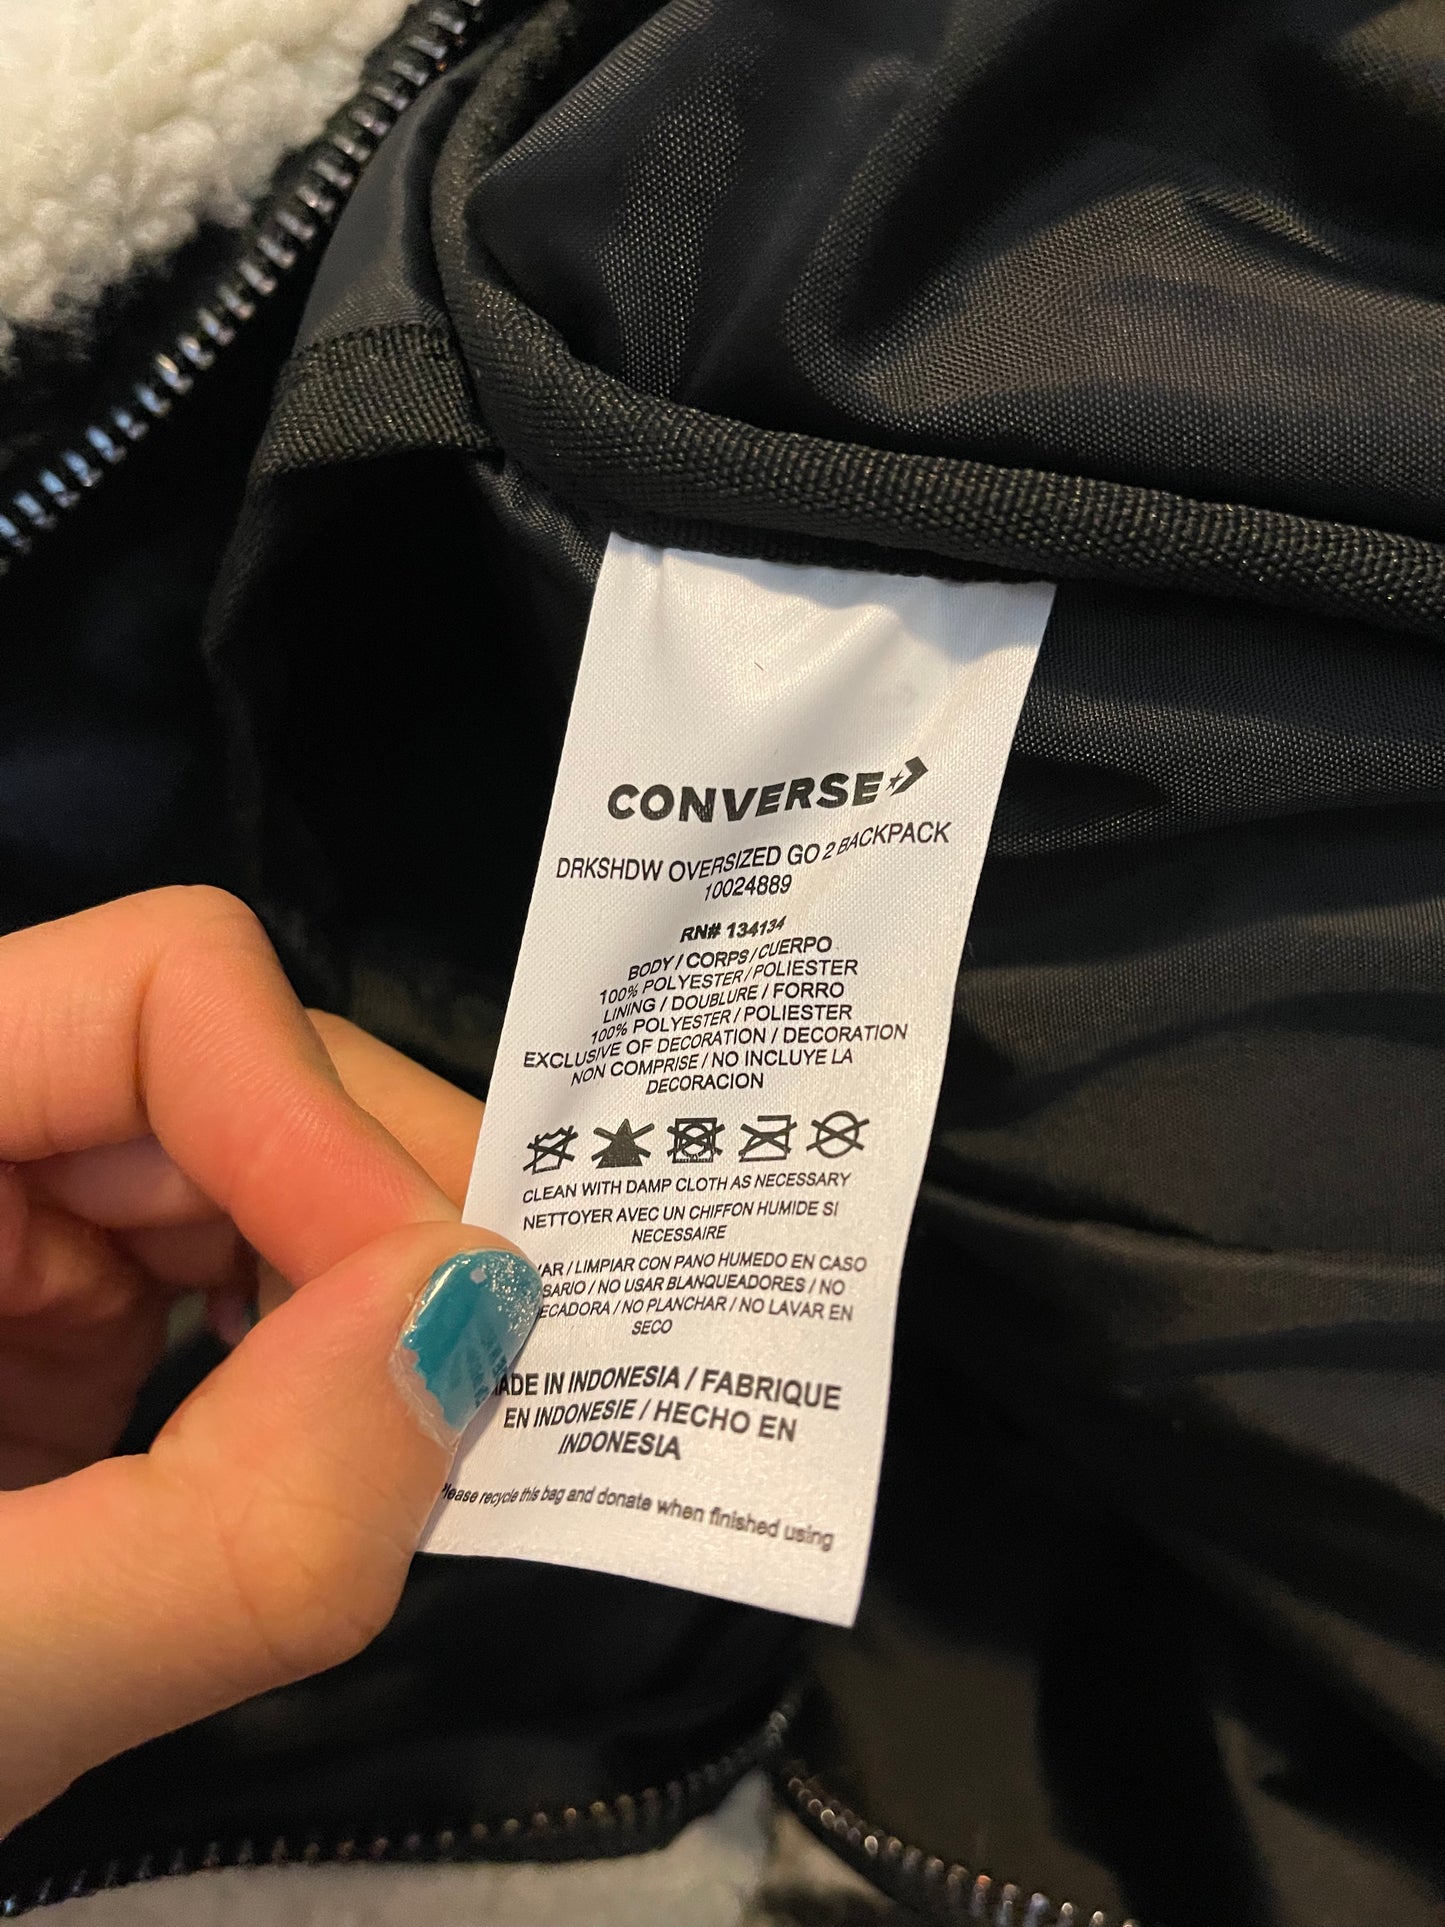 CONVERSE
DRKSHDW OVERSIZED GO 2 BACKPACK
10024889
RN# 134134
BODY / CORPS / CUERPO
100% POLYESTER / POLIESTER
LINING / DOUBLURE / FORRO
100% POLYESTER / POLIESTER
EXCLUSIVE OF DECORATION / DECORATION
NON COMPRISE / NO INCLUYE LA
DECORACION
CLEAN WITH DAMP CLOTH AS NECESSARY
NETTOYER AVEC UN CHIFFON HUMIDE SI
NECESSAIRE
/ LIMPIAR CON PANO HUMEDO EN CASO
/ NO USAR BLANQUEADORES / NO
/ NO PLANCHAR / NO LAVAR EN
SECO
IN INDONESIA / FABRIQUE
EN INDONESIE / HECHO EN
INDONESIA
Please recycle this bag and donate when finished using